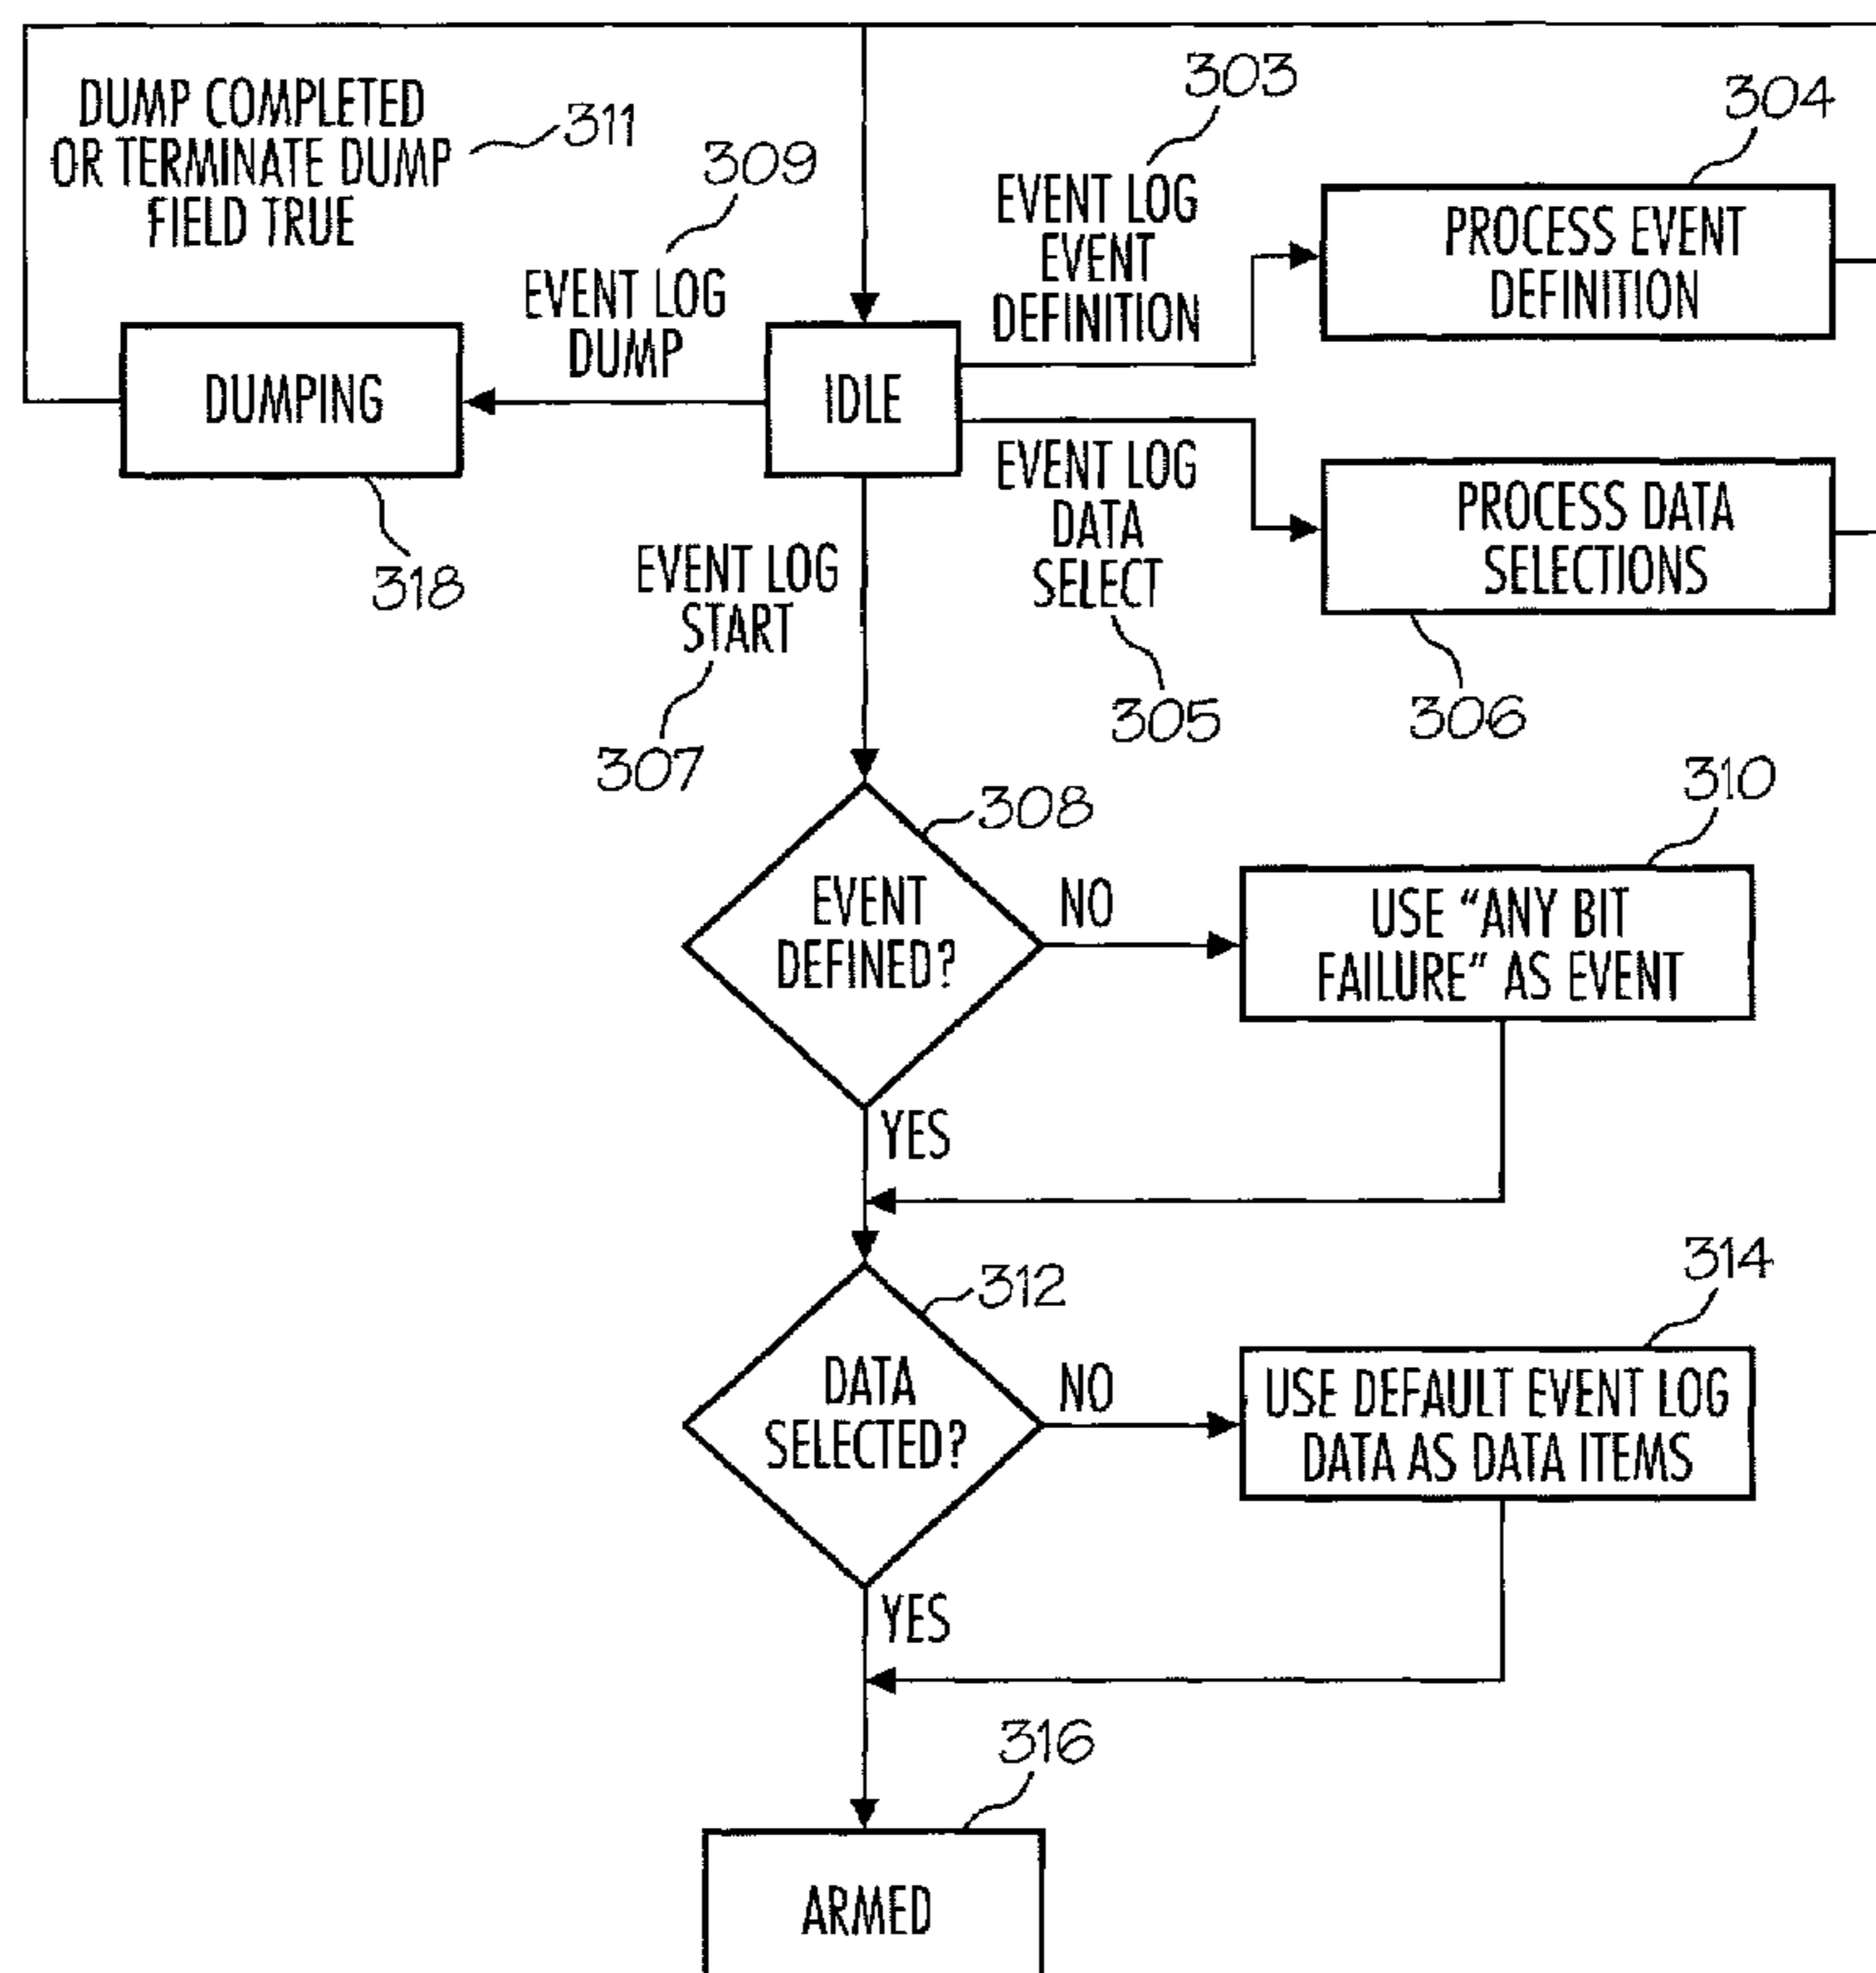 DUMP COMPLETED
OR TERMINATE DUMP
FIELD TRUE
311
309
EVENT LOG
DUMP
303
EVENT LOG
EVENT
DEFINITION
304
PROCESS EVENT
DEFINITION
DUMPING
318
IDLE
EVENT LOG
DATA
SELECT
305
PROCESS DATA
SELECTIONS
306
EVENT LOG
START
307
308
EVENT
DEFINED?
NO
310
USE “ANY BIT
FAILURE” AS EVENT
YES
312
DATA
SELECTED?
NO
314
USE DEFAULT EVENT LOG
DATA AS DATA ITEMS
YES
316
ARMED